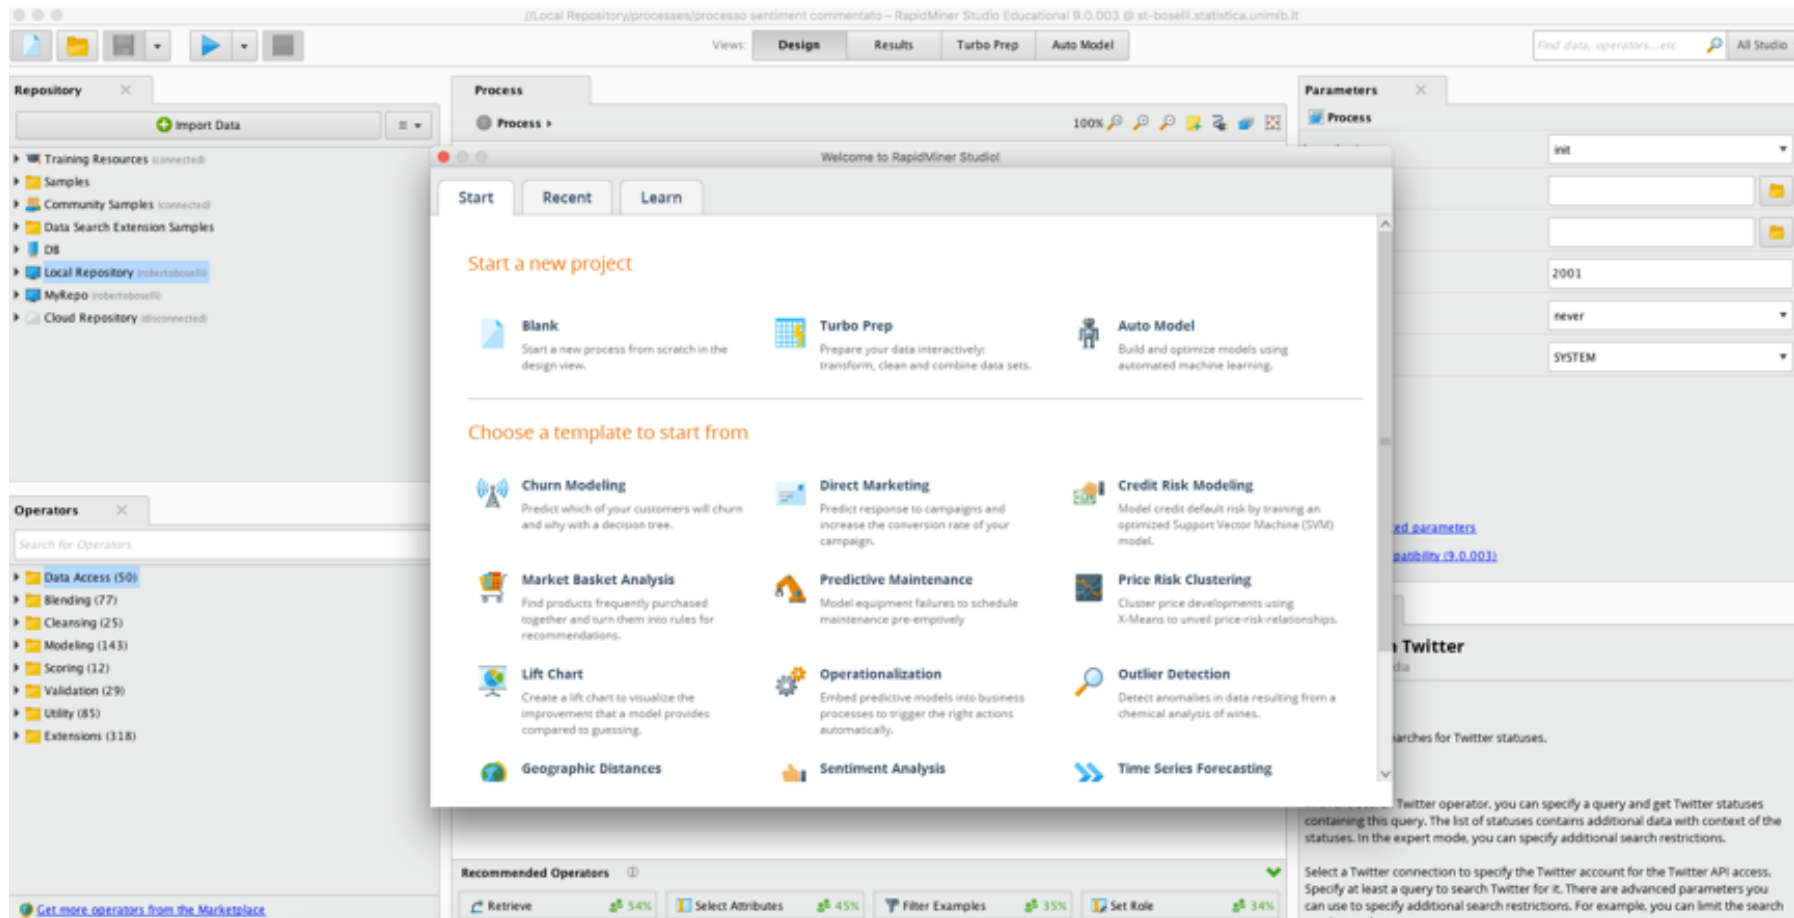 //Local Repository/processes/processo sentiment commentato – RapidMiner Studio Educational 9.0.003 @ st-boselli.statistica.unimib.it
Views: Design Results Turbo Prep Auto Model
Find data, operators...etc All Studio
Repository
Import Data
Training Resources (connected)
Samples
Community Samples (connected)
Data Search Extension Samples
DB
Local Repository (robertoboselli)
MyRepo (robertoboselli)
Cloud Repository (disconnected)
Operators
Search for Operators
Data Access (50)
Blending (77)
Cleansing (25)
Modeling (143)
Scoring (12)
Validation (29)
Utility (85)
Extensions (318)
Get more operators from the Marketplace
Process
Process
100%
Welcome to RapidMiner Studio!
Start Recent Learn
Start a new project
Blank
Start a new process from scratch in the
design view.
Turbo Prep
Prepare your data interactively:
transform, clean and combine data sets.
Auto Model
Build and optimize models using
automated machine learning.
Choose a template to start from
Churn Modeling
Predict which of your customers will churn
and why with a decision tree.
Direct Marketing
Predict response to campaigns and
increase the conversion rate of your
campaign.
Credit Risk Modeling
Model credit default risk by training an
optimized Support Vector Machine (SVM)
model.
Market Basket Analysis
Find products frequently purchased
together and turn them into rules for
recommendations.
Predictive Maintenance
Model equipment failures to schedule
maintenance pre-emptively
Price Risk Clustering
Cluster price developments using
X-Means to unveil price-risk-relationships.
Lift Chart
Create a lift chart to visualize the
improvement that a model provides
compared to guessing.
Operationalization
Embed predictive models into business
processes to trigger the right actions
automatically.
Outlier Detection
Detect anomalies in data resulting from a
chemical analysis of wines.
Geographic Distances
Sentiment Analysis
Time Series Forecasting
Recommended Operators
Retrieve 54%
Select Attributes 45%
Filter Examples 35%
Set Role 34%
Parameters
Process
init
2001
never
SYSTEM
ed parameters
patibility (9.0.003)
Twitter
dia
arches for Twitter statuses.
Twitter operator, you can specify a query and get Twitter statuses
containing this query. The list of statuses contains additional data with context of the
statuses. In the expert mode, you can specify additional search restrictions.
Select a Twitter connection to specify the Twitter account for the Twitter API access.
Specify at least a query to search Twitter for it. There are advanced parameters you
can use to specify additional search restrictions. For example, you can limit the search